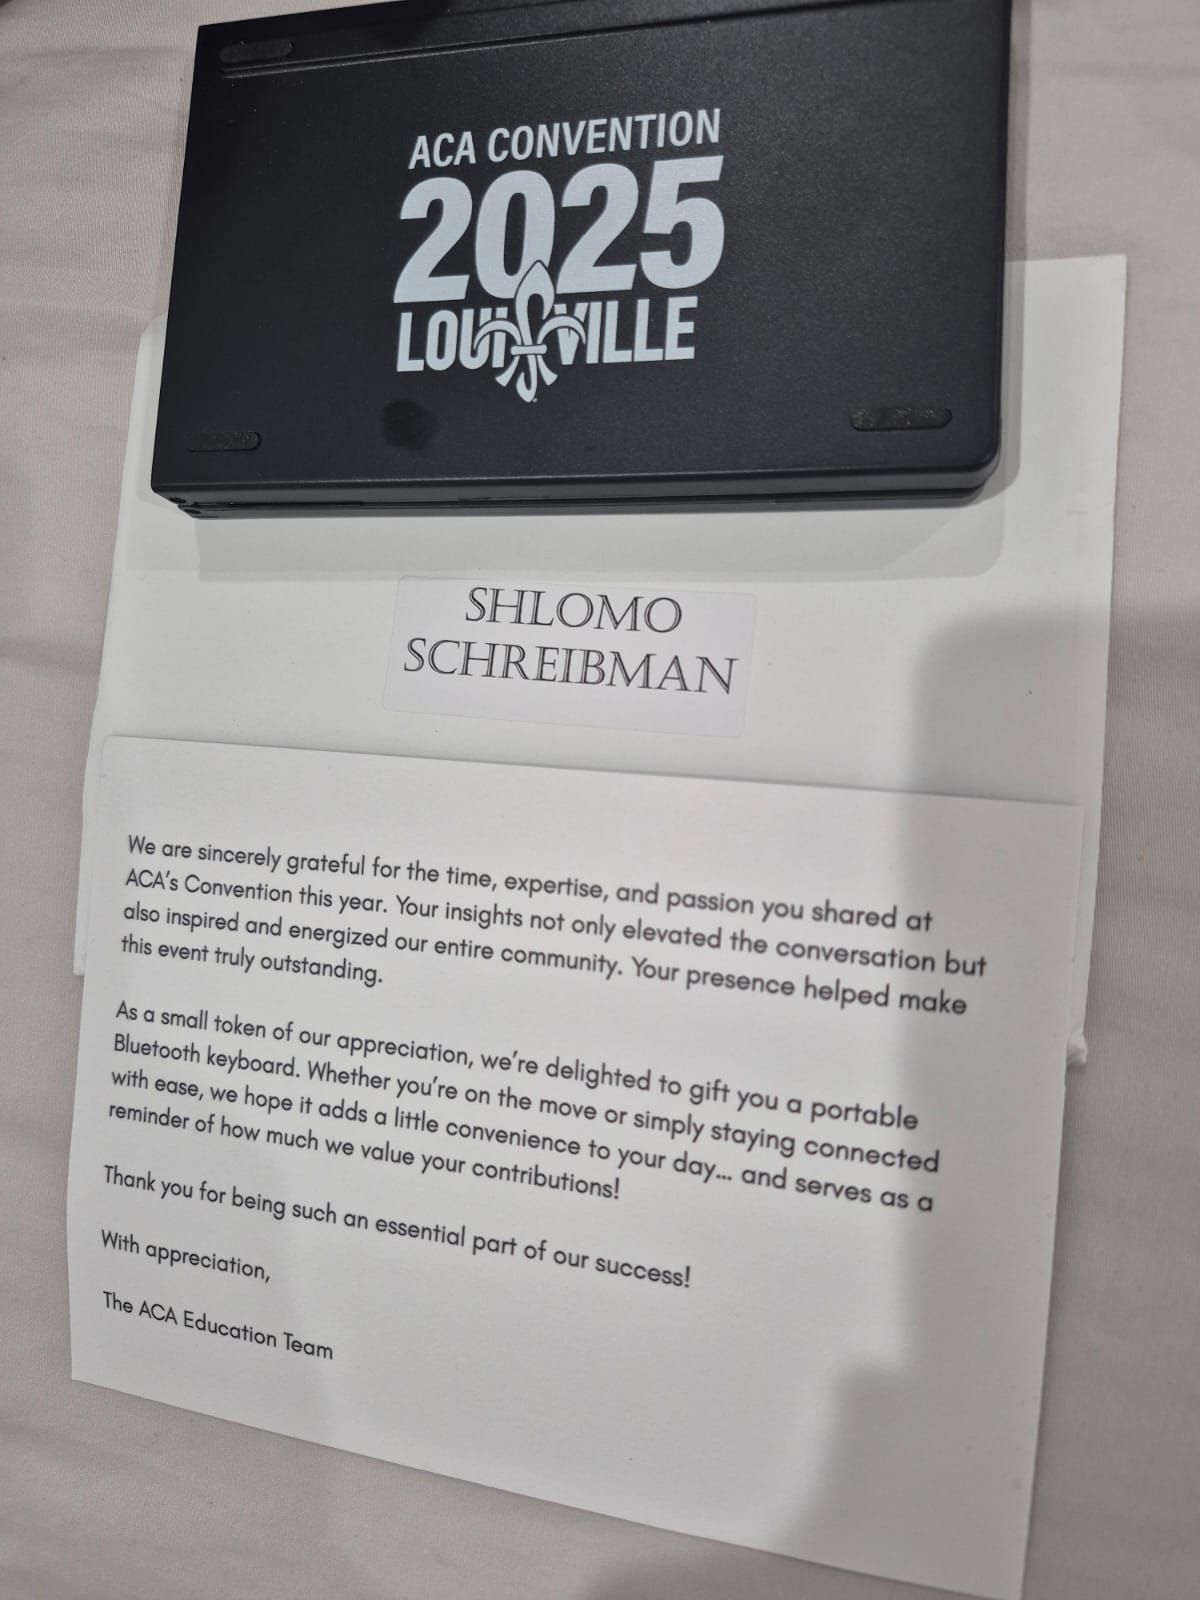 ACA CONVENTION
2025
LOUISVILLE
SHLOMO
SCHREIBMAN
We are sincerely grateful for the time, expertise, and passion you shared at
ACA's Convention this year. Your insights not only elevated the conversation but
also inspired and energized our entire community. Your presence helped make
this event truly outstanding.
As a small token of our appreciation, we're delighted to gift you a portable
Bluetooth keyboard. Whether you're on the move or simply staying connected
with ease, we hope it adds a little convenience to your day... and serves as a
reminder of how much we value your contributions!
Thank you for being such an essential part of our success!
With appreciation,
The ACA Education Team